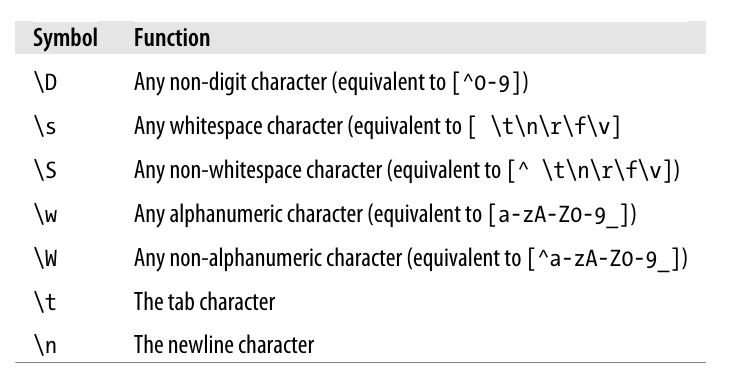 Symbol Function
\D Any non-digit character (equivalent to [^0-9])
\s Any whitespace character (equivalent to [ \t\n\r\f\v]
\S Any non-whitespace character (equivalent to [^ \t\n\r\f\v])
\w Any alphanumeric character (equivalent to [a-zA-Z0-9_])
\W Any non-alphanumeric character (equivalent to [^a-zA-Z0-9_])
\t The tab character
\n The newline character